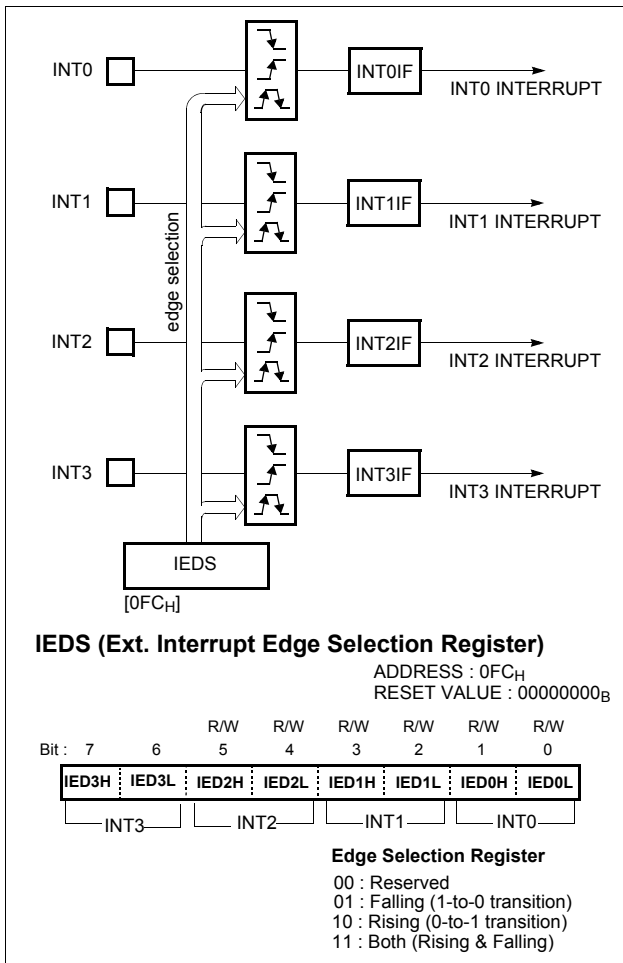 INT0
INT0IF
INT0 INTERRUPT
INT1
INT1IF
INT1 INTERRUPT
edge selection
INT2
INT2IF
INT2 INTERRUPT
INT3
INT3IF
INT3 INTERRUPT
IEDS
[0FCH]
IEDS (Ext. Interrupt Edge Selection Register)
ADDRESS : 0FCH
RESET VALUE : 00000000B
R/W R/W R/W R/W R/W R/W
Bit : 7 6 5 4 3 2 1 0
IED3H IED3L IED2H IED2L IED1H IED1L IED0H IED0L
INT3 INT2 INT1 INT0
Edge Selection Register
00 : Reserved
01 : Falling (1-to-0 transition)
10 : Rising (0-to-1 transition)
11 : Both (Rising & Falling)